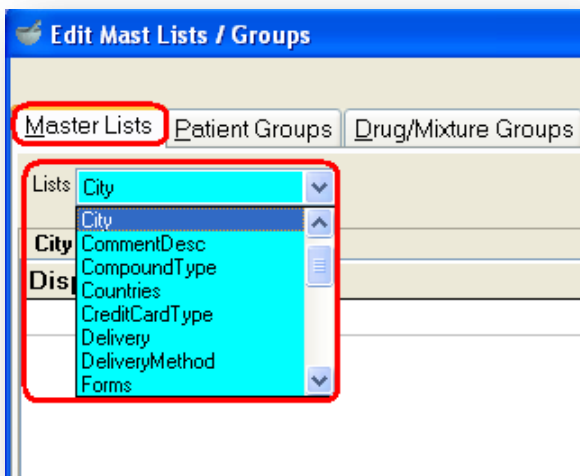 Edit Mast Lists / Groups
Master Lists Patient Groups Drug/Mixture Groups
Lists City
City
City CommentDesc
CompoundType
Countries
CreditCardType
Delivery
DeliveryMethod
Forms